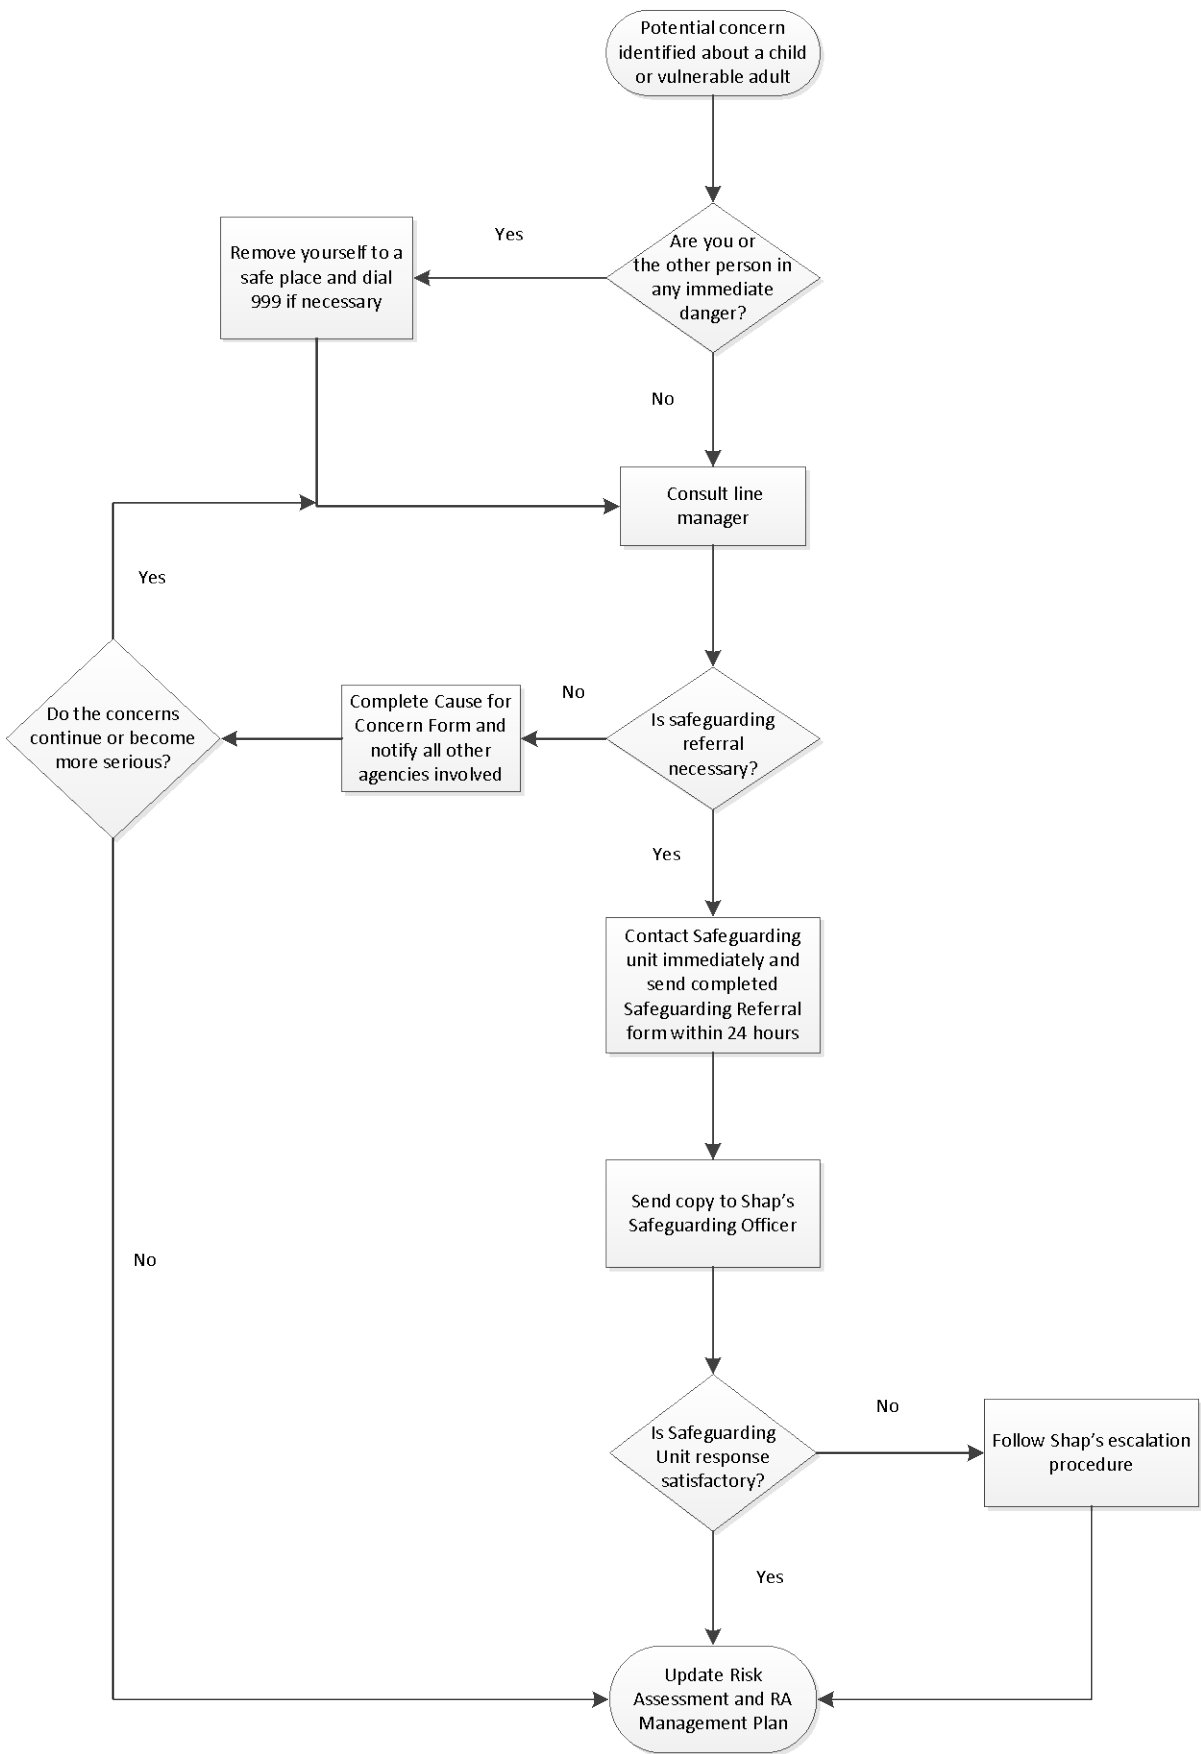 Potential concern
identified about a child
or vulnerable adult
Yes
Remove yourself to a
safe place and dial
999 if necessary
Are you or
the other person in
any immediate
danger?
No
Consult line
manager
Yes
Do the concerns
continue or become
more serious?
Complete Cause for
Concern Form and
notify all other
agencies involved
No
Is safeguarding
referral
necessary?
Yes
Contact Safeguarding
unit immediately and
send completed
Safeguarding Referral
form within 24 hours
Send copy to Shap's
Safeguarding Officer
No
Is Safeguarding
Unit response
satisfactory?
No
Follow Shap's escalation
procedure
Yes
Update Risk
Assessment and RA
Management Plan